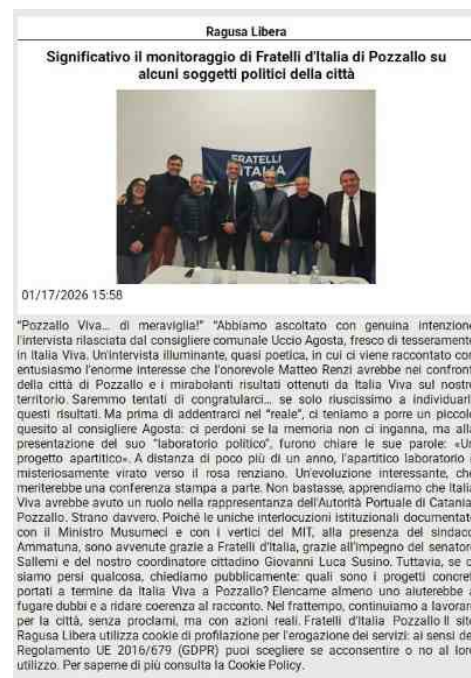 Ragusa Libera
Significativo il monitoraggio di Fratelli d'Italia di Pozzallo su
alcuni soggetti politici della città
FRATELLI
D'ITALIA
01/17/2026 15:58
"Pozzallo Viva... di meraviglia!" "Abbiamo ascoltato con genuina intenzione
l'intervista rilasciata dal consigliere comunale Uccio Agosta, fresco di tesseramento
in Italia Viva. Un'intervista illuminante, quasi poetica, in cui ci viene raccontato con
entusiasmo l'enorme interesse che l'onorevole Matteo Renzi avrebbe nei confront
della città di Pozzallo e i mirabolanti risultati ottenuti da Italia Viva sul nostro
territorio. Saremmo tentati di congratularci... se solo riuscissimo a individuarl
questi risultati. Ma prima di addentrarci nel "reale", ci teniamo a porre un piccolo
quesito al consigliere Agosta: ci perdoni se la memoria non ci inganna, ma alla
presentazione del suo "laboratorio politico", furono chiare le sue parole: «Un
progetto apartitico». A distanza di poco più di un anno, l'apartitico laboratorio
misteriosamente virato verso il rosa renziano. Un'evoluzione interessante, che
meriterebbe una conferenza stampa a parte. Non bastasse, apprendiamo che Italia
Viva avrebbe avuto un ruolo nella rappresentanza dell'Autorità Portuale di Catania
Pozzallo. Strano davvero. Poiché le uniche interlocuzioni istituzionali documentat
con il Ministro Musumeci e con i vertici del MIT, alla presenza del sindaco
Ammatuna, sono avvenute grazie a Fratelli d'Italia, grazie all'impegno del senatore
Sallemi e del nostro coordinatore cittadino Giovanni Luca Susino. Tuttavia, se c
siamo persi qualcosa, chiediamo pubblicamente: quali sono i progetti concret
portati a termine da Italia Viva a Pozzallo? Elencarne almeno uno aiuterebbe a
fugare dubbi e a ridare coerenza al racconto. Nel frattempo, continuiamo a lavorare
per la città, senza proclami, ma con azioni reali. Fratelli d'Italia Pozzallo Il sito
Ragusa Libera utilizza cookie di profilazione per l'erogazione dei servizi: ai sensi del
Regolamento UE 2016/679 (GDPR) puoi scegliere se acconsentire o no al loro
utilizzo. Per saperne di più consulta la Cookie Policy.